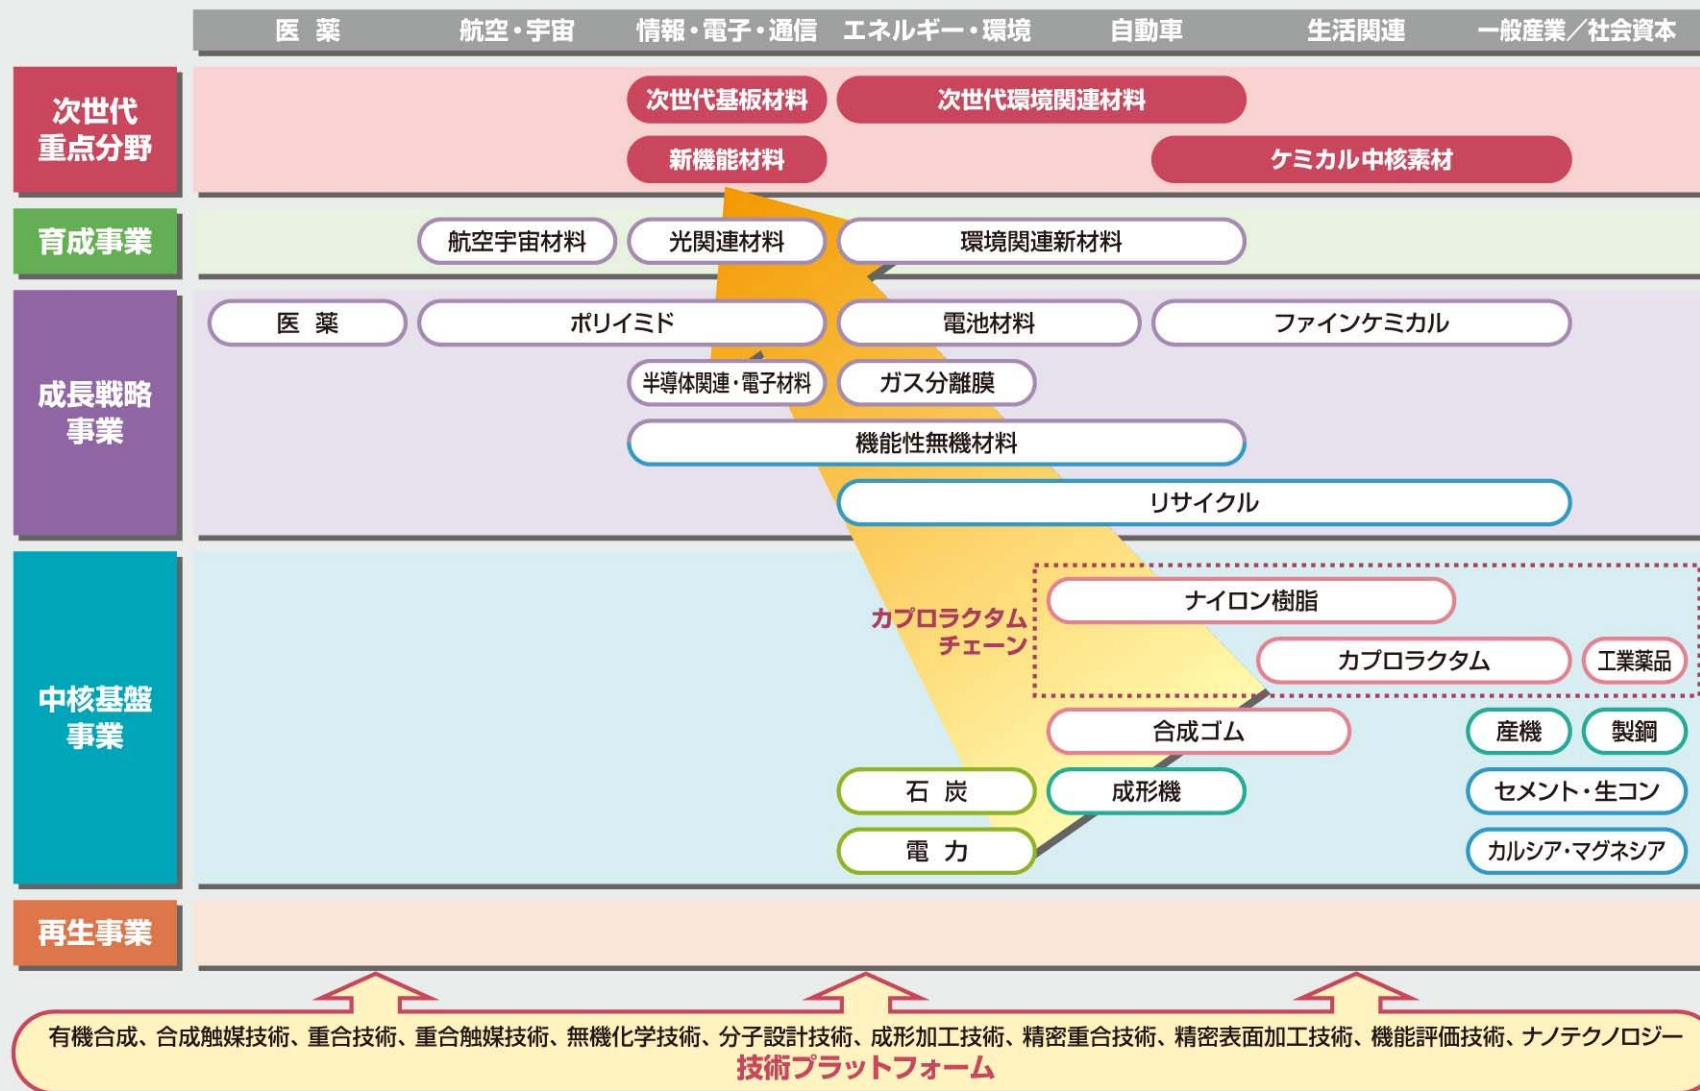 医 薬
航空・宇宙
情報・電子・通信
エネルギー・環境
自動車
生活関連
一般産業／社会資本
次世代
重点分野
次世代基板材料
次世代環境関連材料
新機能材料
ケミカル中核素材
育成事業
航空宇宙材料
光関連材料
環境関連新材料
成長戦略
事業
医 薬
ポリイミド
電池材料
ファインケミカル
半導体関連・電子材料
ガス分離膜
機能性無機材料
リサイクル
中核基盤
事業
カプロラクタム
チェーン
ナイロン樹脂
カプロラクタム
工業薬品
合成ゴム
産機
製鋼
石 炭
成形機
セメント・生コン
電 力
カルシア・マグネシア
再生事業
有機合成、合成触媒技術、重合技術、重合触媒技術、無機化学技術、分子設計技術、成形加工技術、精密重合技術、精密表面加工技術、機能評価技術、ナノテクノロジー
技術プラットフォーム